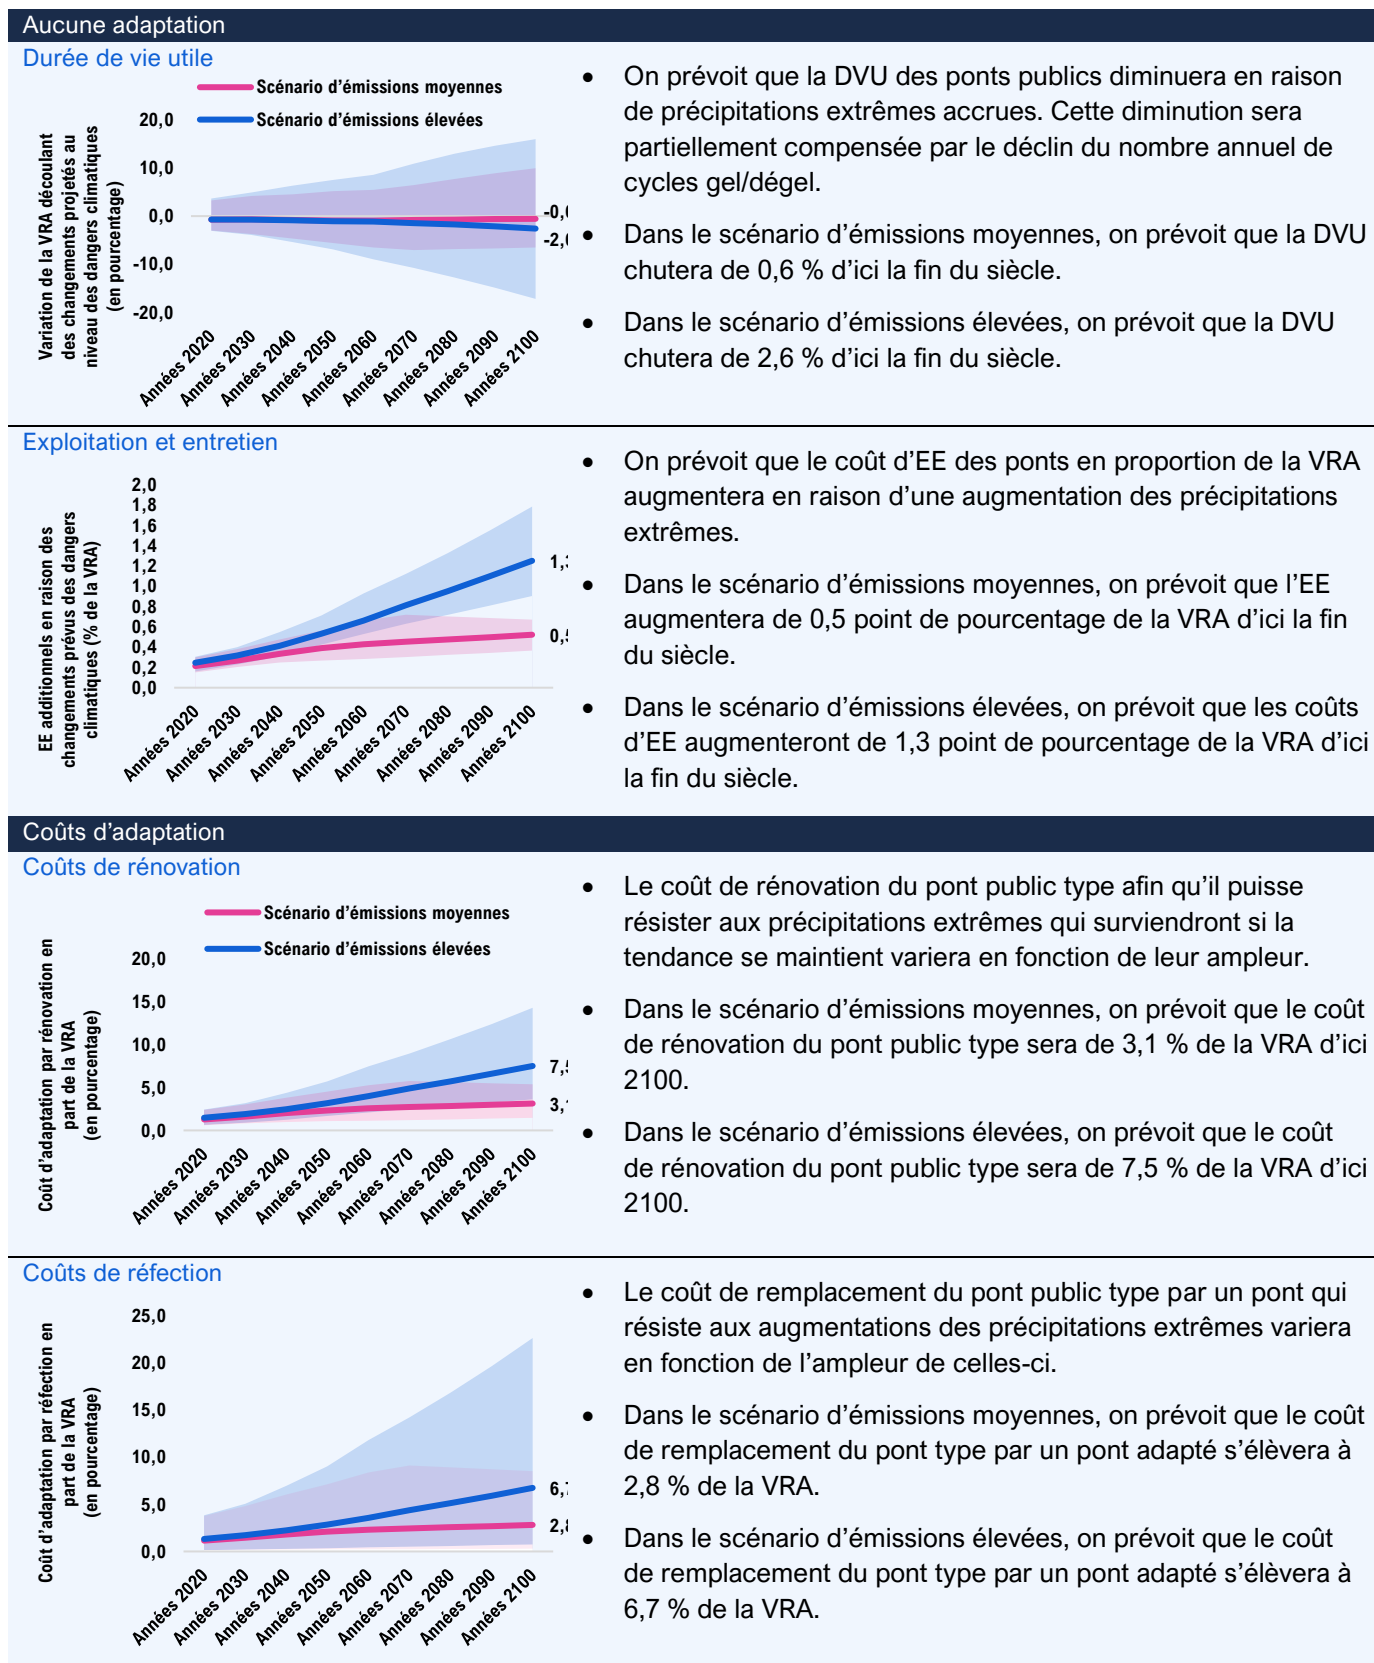 Aucune adaptation
Durée de vie utile
Scénario d'émissions moyennes
Scénario d'émissions élevées
Variation de la VRA découlant
des changements projetés au
niveau des dangers climatiques
(en pourcentage)
20,0
10,0
0,0
-10,0
-20,0
Années 2020
Années 2030
Années 2040
Années 2050
Années 2060
Années 2070
Années 2080
Années 2090
Années 2100
• On prévoit que la DVU des ponts publics diminuera en raison
de précipitations extrêmes accrues. Cette diminution sera
partiellement compensée par le déclin du nombre annuel de
cycles gel/dégel.
• Dans le scénario d'émissions moyennes, on prévoit que la DVU
chutera de 0,6 % d'ici la fin du siècle.
• Dans le scénario d'émissions élevées, on prévoit que la DVU
chutera de 2,6 % d'ici la fin du siècle.
Exploitation et entretien
EE additionnels en raison des
changements prévus des dangers
climatiques (% de la VRA)
2,0
1,8
1,6
1,4
1,2
1,0
0,8
0,6
0,4
0,2
0,0
Années 2020
Années 2030
Années 2040
Années 2050
Années 2060
Années 2070
Années 2080
Années 2090
Années 2100
• On prévoit que le coût d'EE des ponts en proportion de la VRA
augmentera en raison d'une augmentation des précipitations
extrêmes.
• Dans le scénario d'émissions moyennes, on prévoit que l'EE
augmentera de 0,5 point de pourcentage de la VRA d'ici la fin
du siècle.
• Dans le scénario d'émissions élevées, on prévoit que les coûts
d'EE augmenteront de 1,3 point de pourcentage de la VRA d'ici
la fin du siècle.
Coûts d'adaptation
Coûts de rénovation
Scénario d'émissions moyennes
Scénario d'émissions élevées
Coût d'adaptation par rénovation en
part de la VRA
(en pourcentage)
20,0
15,0
10,0
5,0
0,0
Années 2020
Années 2030
Années 2040
Années 2050
Années 2060
Années 2070
Années 2080
Années 2090
Années 2100
• Le coût de rénovation du pont public type afin qu'il puisse
résister aux précipitations extrêmes qui surviendront si la
tendance se maintient variera en fonction de leur ampleur.
• Dans le scénario d'émissions moyennes, on prévoit que le coût
de rénovation du pont public type sera de 3,1 % de la VRA d'ici
2100.
• Dans le scénario d'émissions élevées, on prévoit que le coût
de rénovation du pont public type sera de 7,5 % de la VRA d'ici
2100.
Coûts de réfection
Coût d'adaptation par réfection en
part de la VRA
(en pourcentage)
25,0
20,0
15,0
10,0
5,0
0,0
Années 2020
Années 2030
Années 2040
Années 2050
Années 2060
Années 2070
Années 2080
Années 2090
Années 2100
• Le coût de remplacement du pont public type par un pont qui
résiste aux augmentations des précipitations extrêmes variera
en fonction de l'ampleur de celles-ci.
• Dans le scénario d'émissions moyennes, on prévoit que le coût
de remplacement du pont type par un pont adapté s'élèvera à
2,8 % de la VRA.
• Dans le scénario d'émissions élevées, on prévoit que le coût
de remplacement du pont type par un pont adapté s'élèvera à
6,7 % de la VRA.